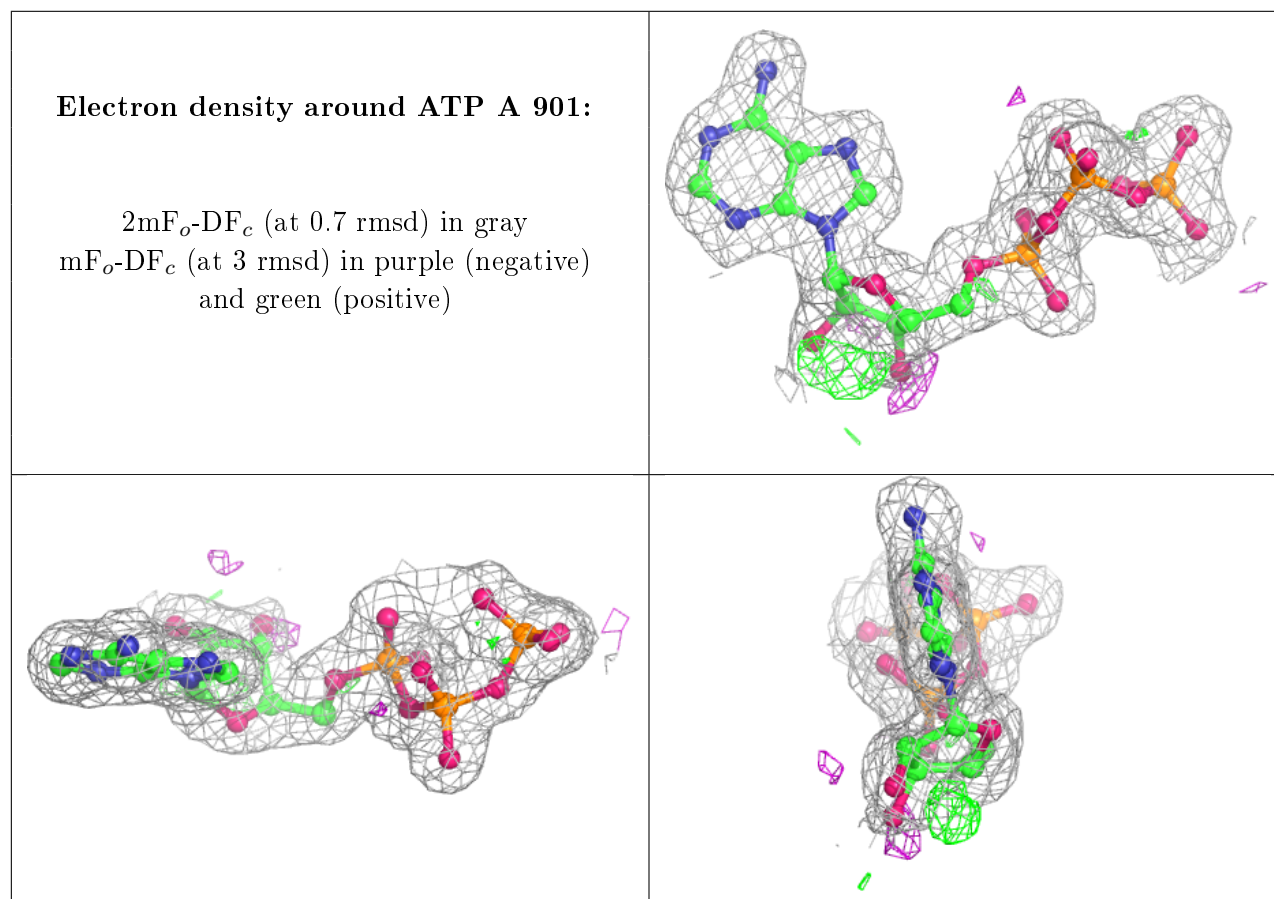 Electron density around ATP A 901:
2mFₒ-DF𝒸 (at 0.7 rmsd) in gray
mFₒ-DF𝒸 (at 3 rmsd) in purple (negative)
and green (positive)